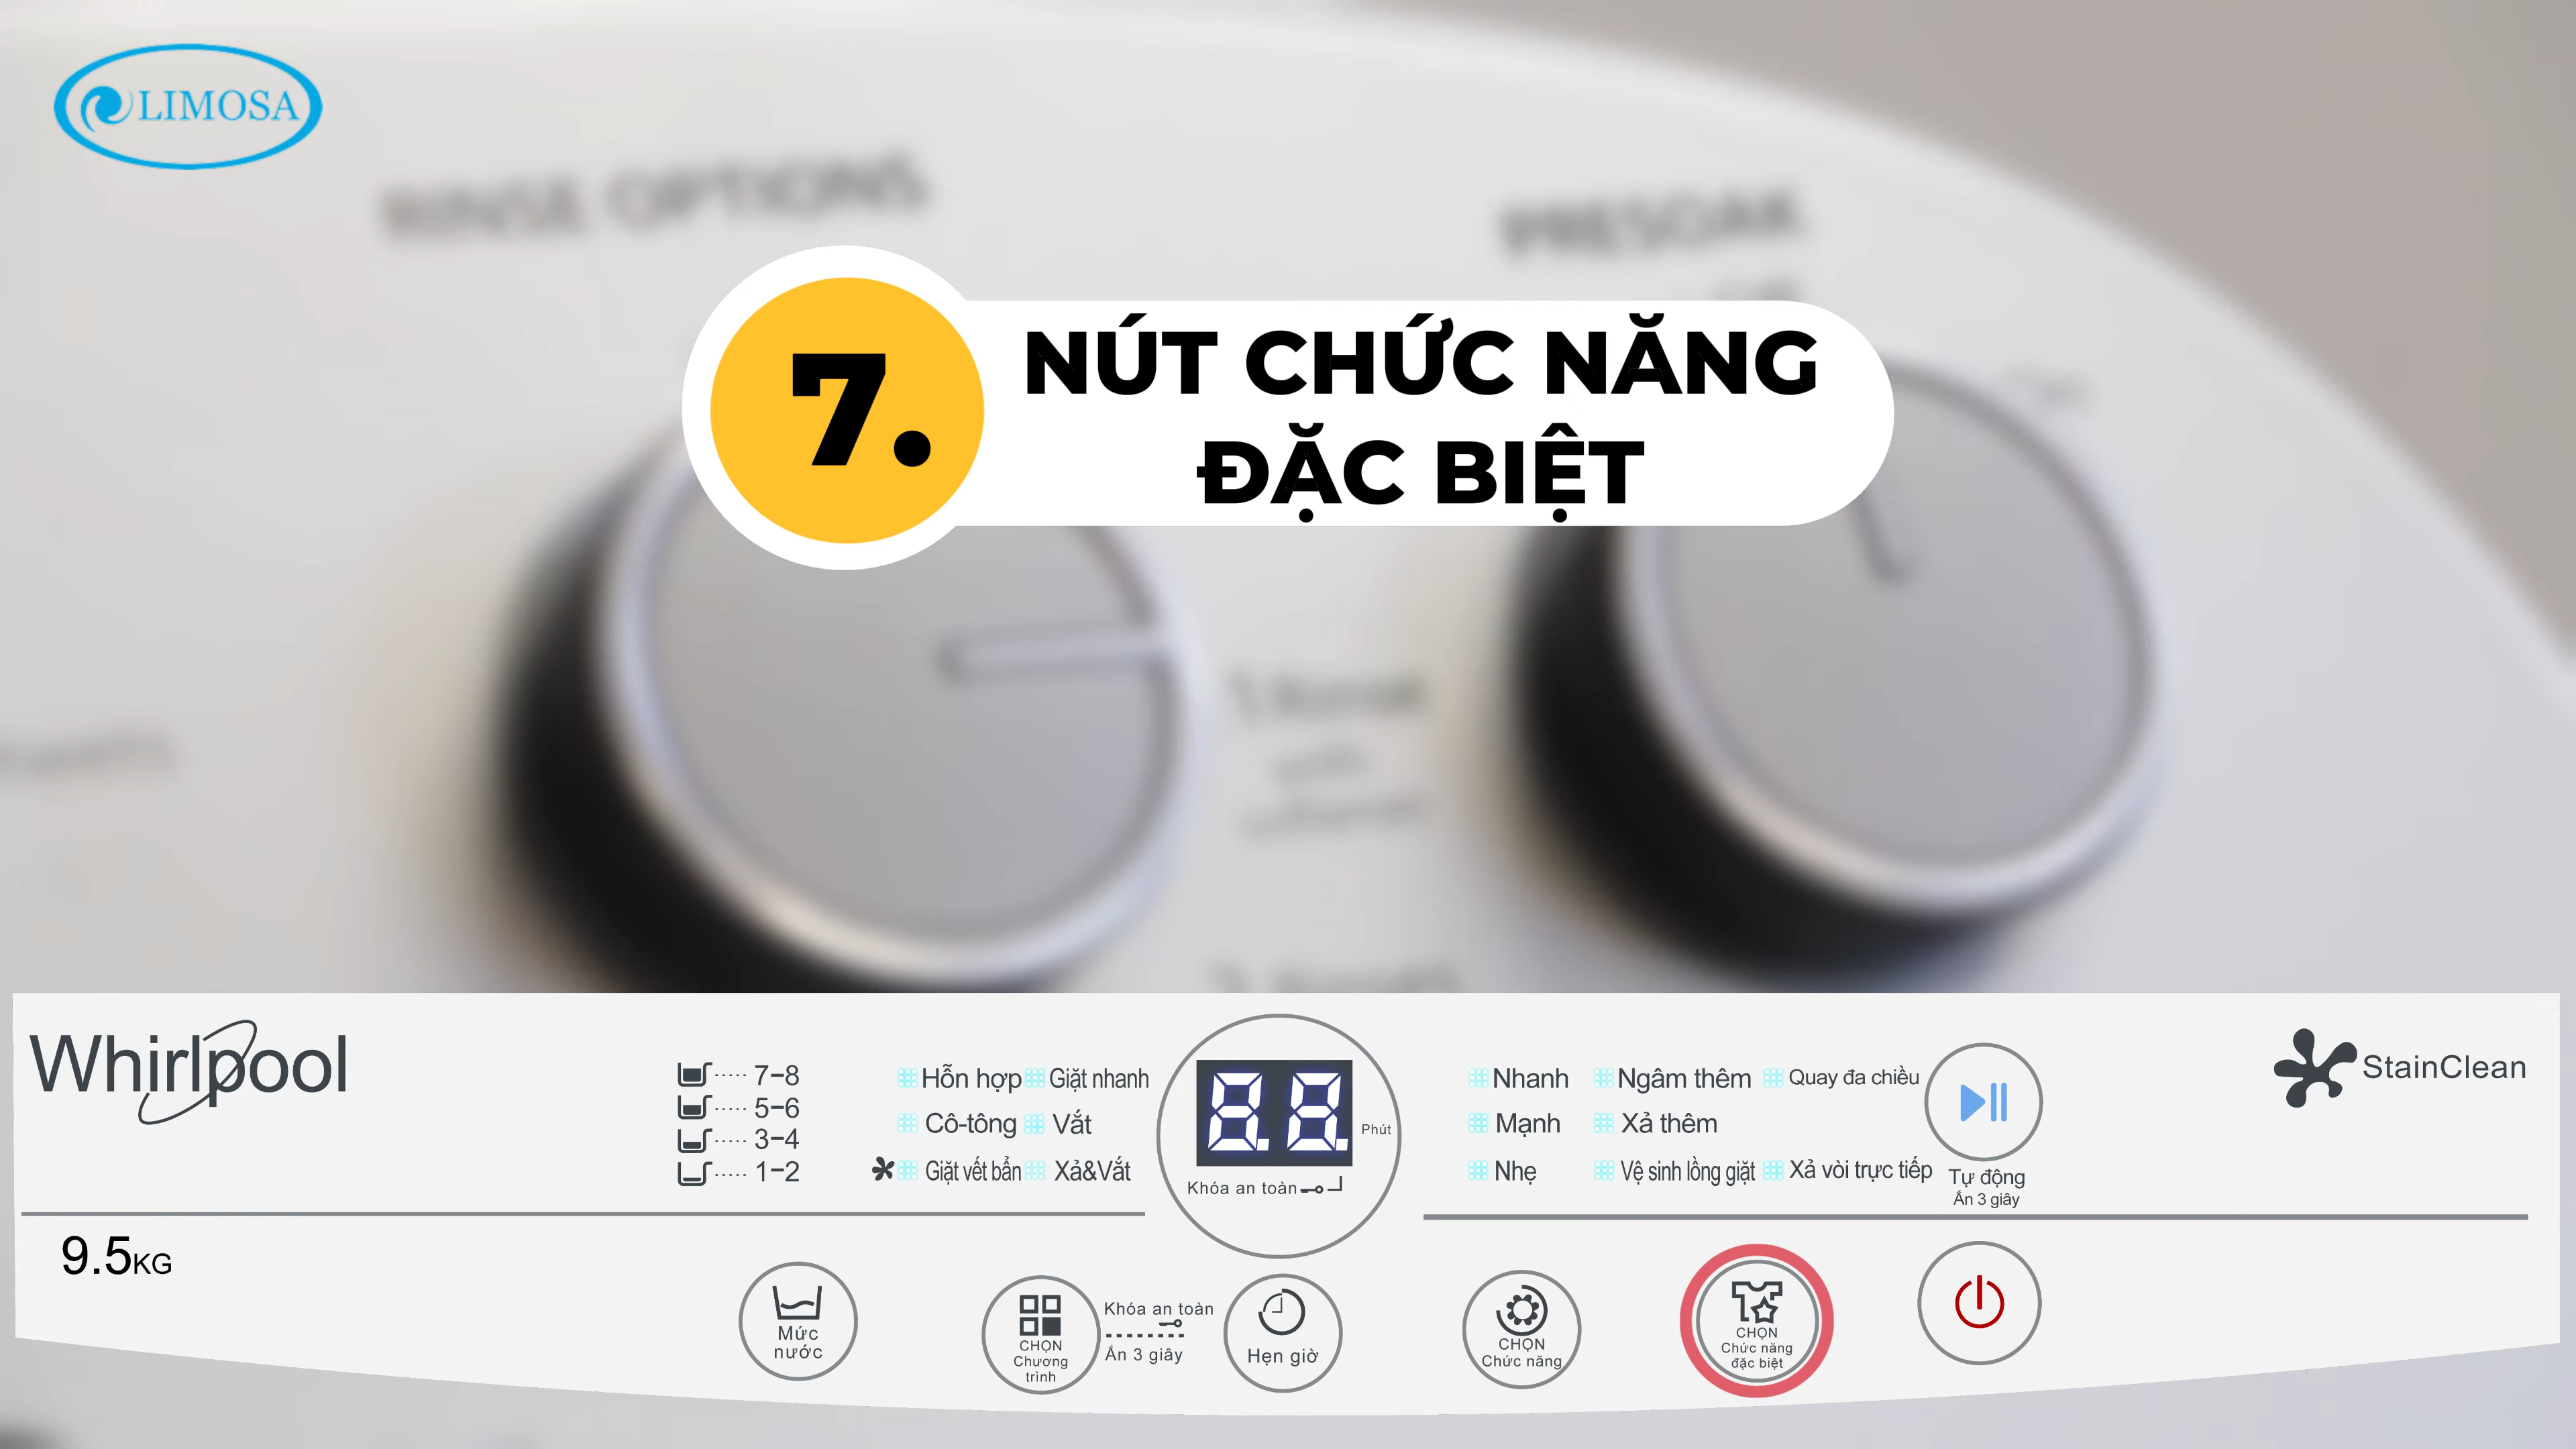 LIMOSA
RINSE OPTIONS
PRESOAK
7.
NÚT CHỨC NĂNG
ĐẶC BIỆT
Whirlpool
7-8
5-6
3-4
1-2
Hỗn hợp Giặt nhanh
Cô-tông Vắt
Giặt vết bẩn Xả&Vắt
88
Phút
Khóa an toàn
Nhanh Ngâm thêm Quay đa chiều
Mạnh Xả thêm
Nhẹ Vệ sinh lồng giặt Xả vòi trực tiếp
Tự động
Ấn 3 giây
StainClean
9.5KG
Mức
nước
CHỌN
Chương
trình
Khóa an toàn
Ấn 3 giây
Hẹn giờ
CHỌN
Chức năng
CHỌN
Chức năng
đặc biệt